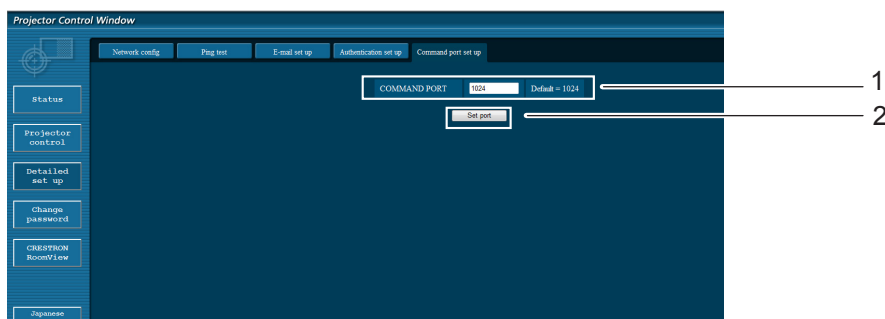 Projector Control Window
Network config Ping test E-mail set up Authentication set up Command port set up
COMMAND PORT 1024 Default = 1024 1
Status
Set port 2
Projector
control
Detailed
set up
Change
password
CRESTRON
RoomView
Japanese